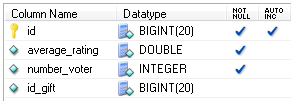 Column Name Datatype NOT NULL AUTO INC
id BIGINT(20)
average_rating DOUBLE
number_voter INTEGER
id_gift BIGINT(20)